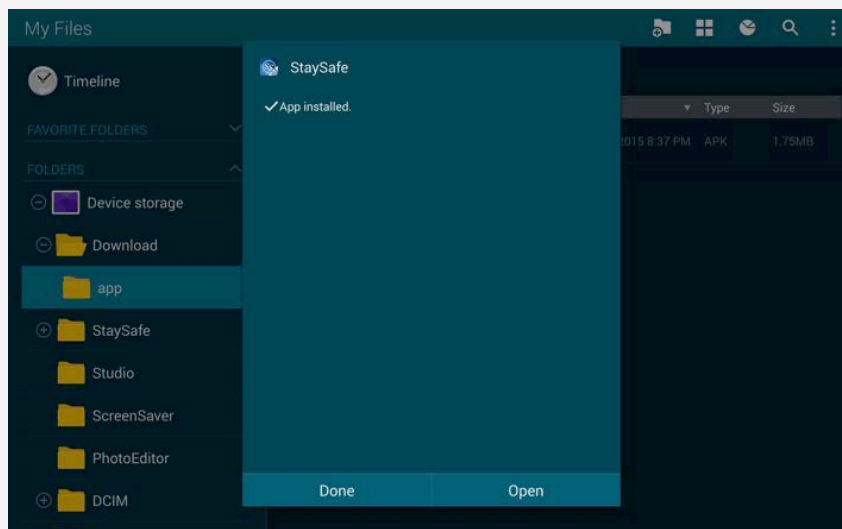 My Files
Timeline
FAVORITE FOLDERS
FOLDERS
Device storage
Download
app
StaySafe
Studio
ScreenSaver
PhotoEditor
DCIM
StaySafe
App installed.
Done Open
Type Size
2015 8:37 PM APK 1.75MB